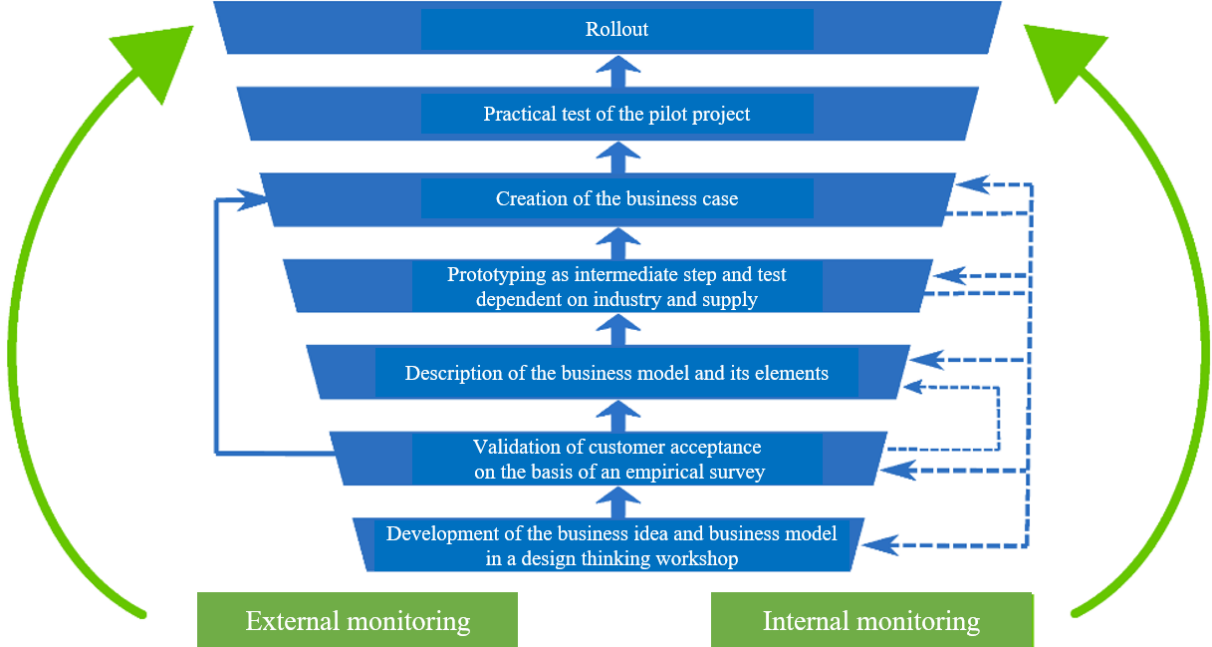 Rollout
Practical test of the pilot project
Creation of the business case
Prototyping as intermediate step and test
dependent on industry and supply
Description of the business model and its elements
Validation of customer acceptance
on the basis of an empirical survey
Development of the business idea and business model
in a design thinking workshop
External monitoring
Internal monitoring